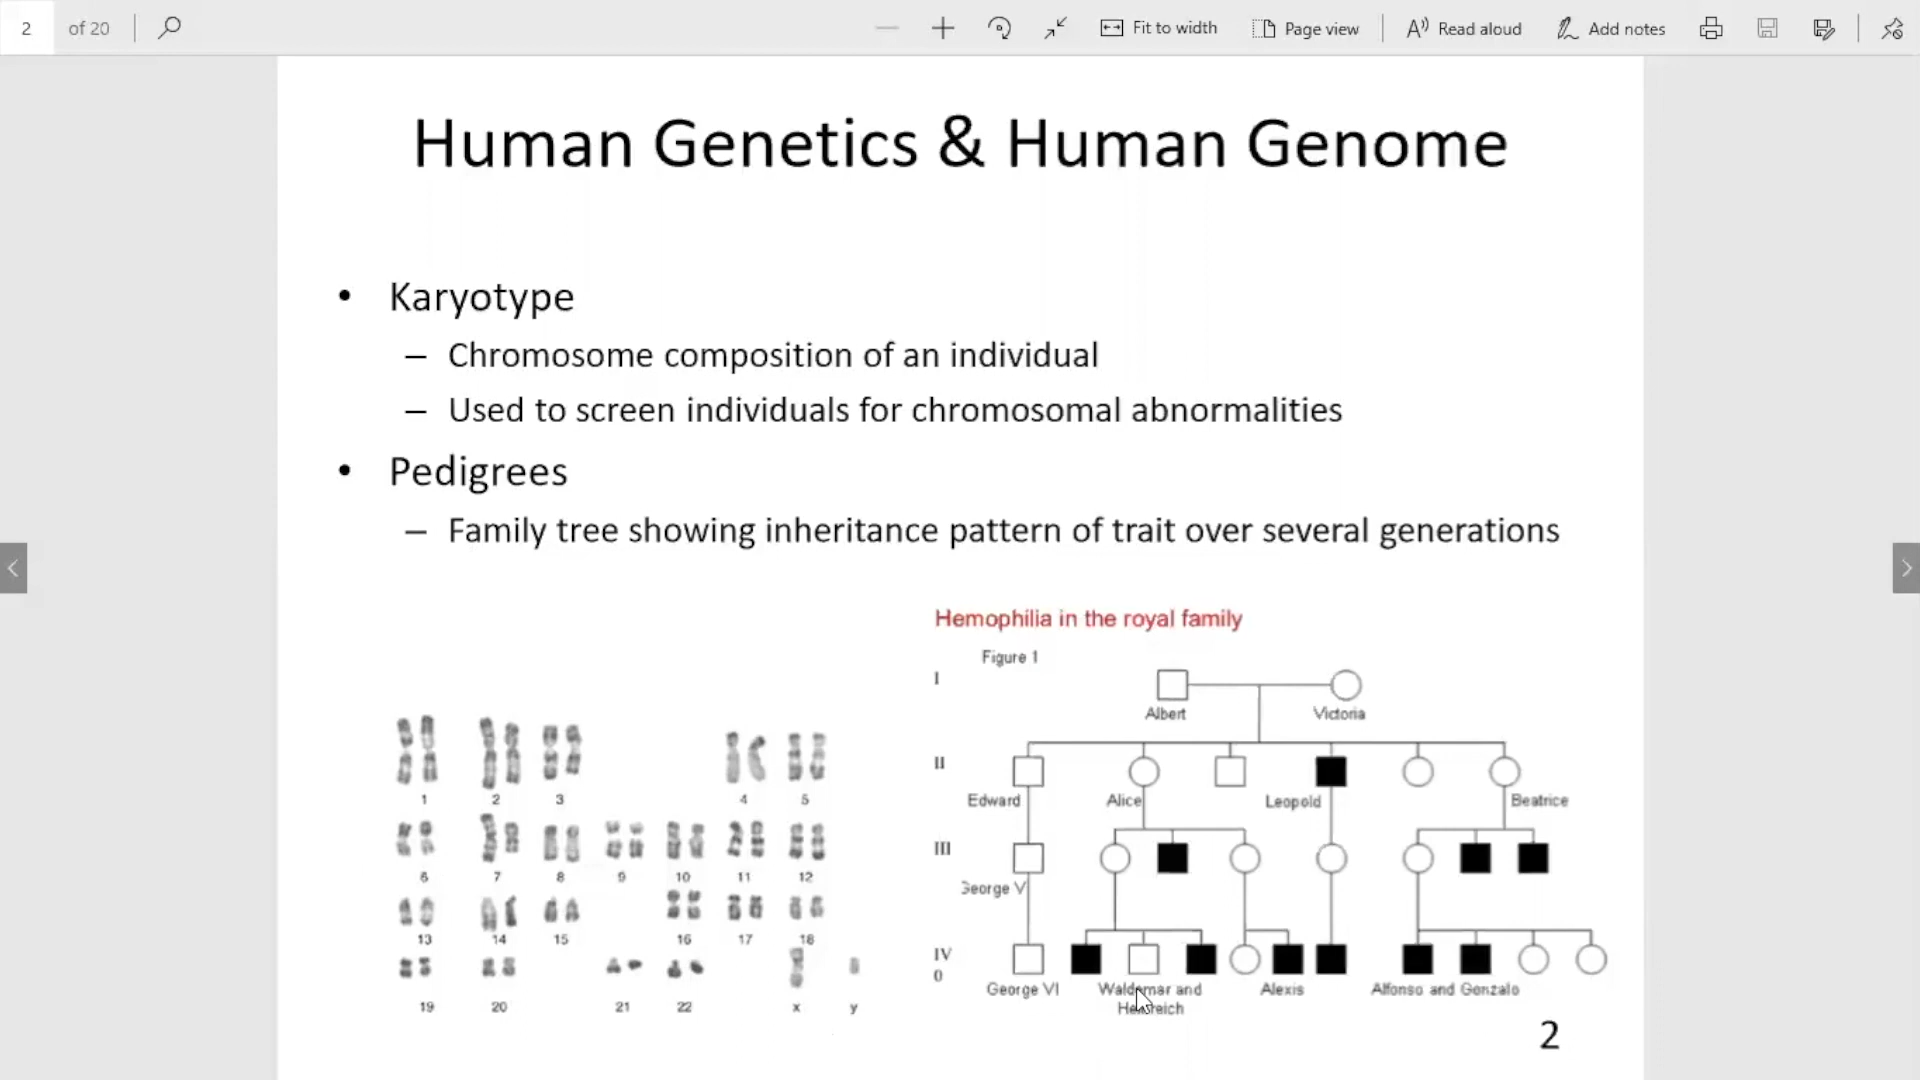 2 of 20 Fit to width Page view Read aloud Add notes
Human Genetics & Human Genome
• Karyotype
– Chromosome composition of an individual
– Used to screen individuals for chromosomal abnormalities
• Pedigrees
– Family tree showing inheritance pattern of trait over several generations
Hemophilia in the royal family
Figure 1
I
Albert Victoria
II
Edward Alice Leopold Beatrice
III
George V
IV
0
George VI Waldemar and Alexis Alfonso and Gonzalo
1 2 3 4 5
6 7 8 9 10 11 12
13 14 15 16 17 18
19 20 21 22 x y
2